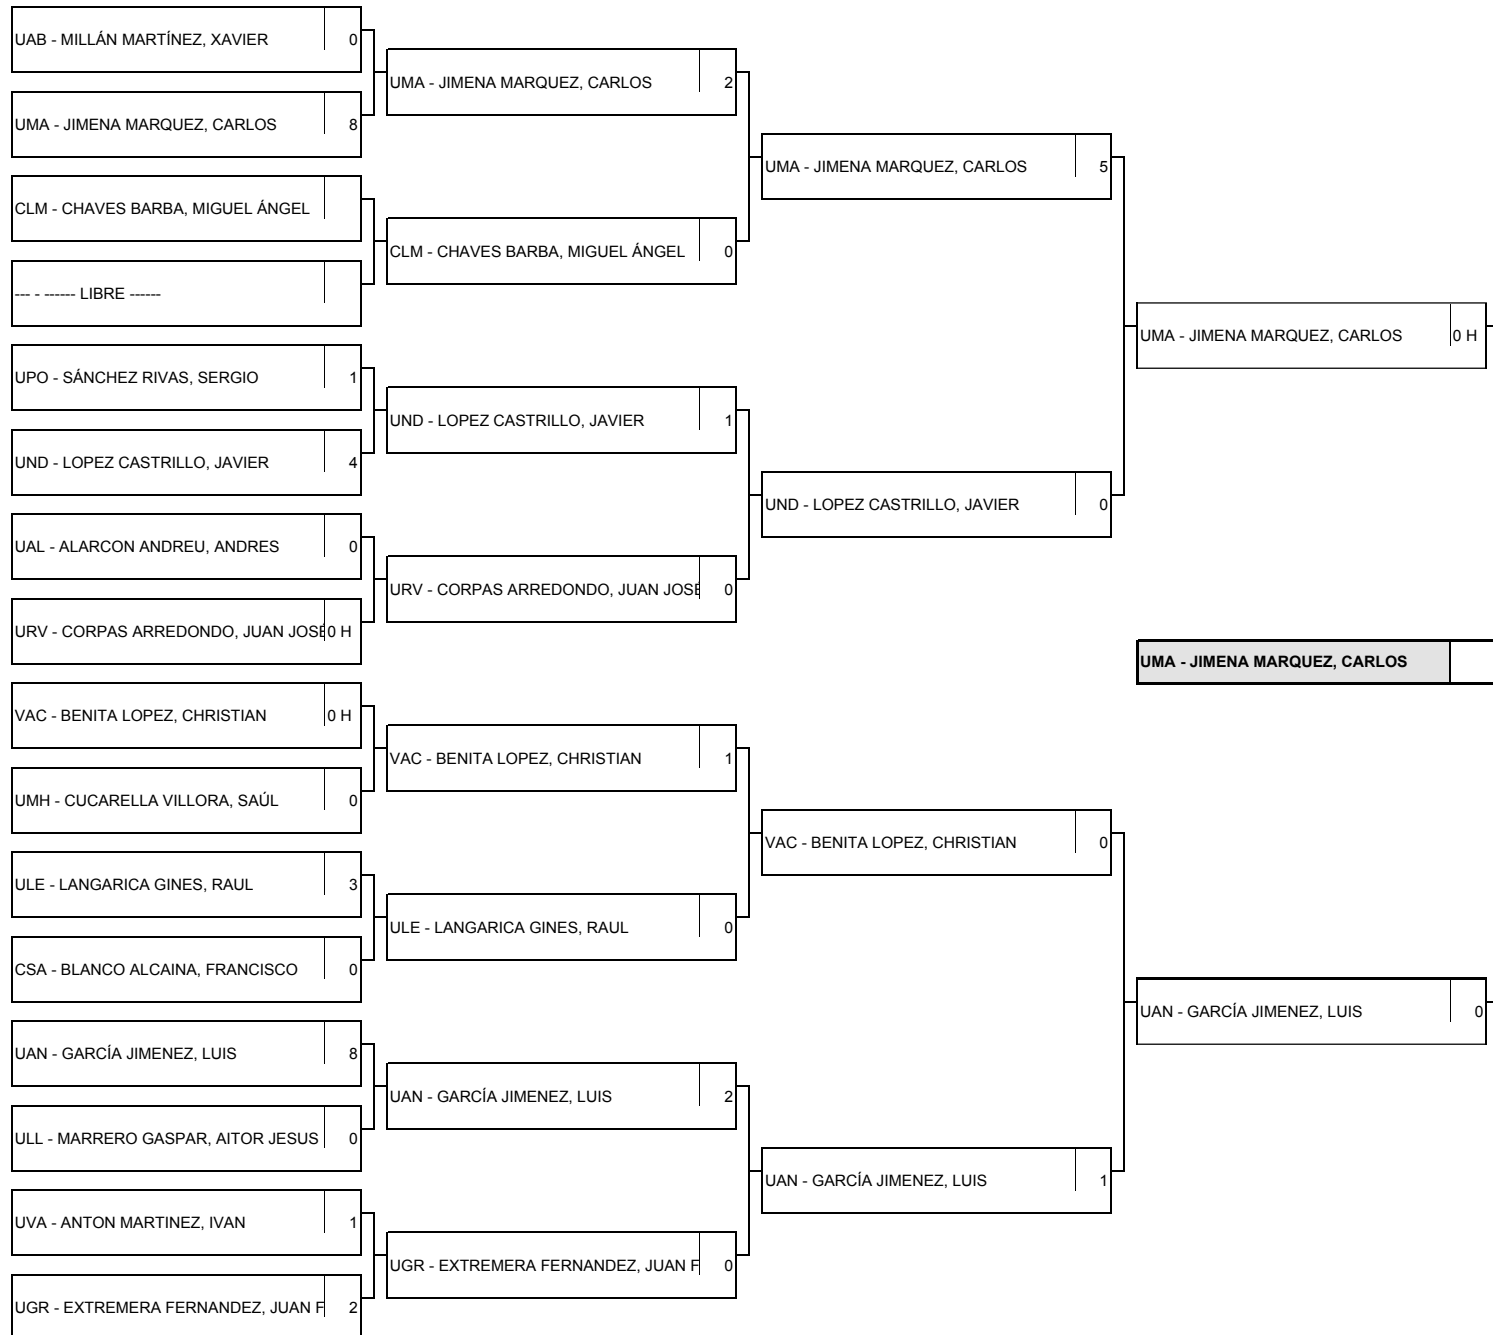 UAB - MILLÁN MARTÍNEZ, XAVIER 0
UMA - JIMENA MARQUEZ, CARLOS 8
CLM - CHAVES BARBA, MIGUEL ÁNGEL
--- - ------ LIBRE ------
UPO - SÁNCHEZ RIVAS, SERGIO 1
UND - LOPEZ CASTRILLO, JAVIER 4
UAL - ALARCON ANDREU, ANDRES 0
URV - CORPAS ARREDONDO, JUAN JOSÉ 0 H
VAC - BENITA LOPEZ, CHRISTIAN 0 H
UMH - CUCARELLA VILLORA, SAÚL 0
ULE - LANGARICA GINES, RAUL 3
CSA - BLANCO ALCAINA, FRANCISCO 0
UAN - GARCÍA JIMENEZ, LUIS 8
ULL - MARRERO GASPAR, AITOR JESUS 0
UVA - ANTON MARTINEZ, IVAN 1
UGR - EXTREMERA FERNANDEZ, JUAN F 2
UMA - JIMENA MARQUEZ, CARLOS 2
CLM - CHAVES BARBA, MIGUEL ÁNGEL 0
UND - LOPEZ CASTRILLO, JAVIER 1
URV - CORPAS ARREDONDO, JUAN JOSÉ 0
VAC - BENITA LOPEZ, CHRISTIAN 1
ULE - LANGARICA GINES, RAUL 0
UAN - GARCÍA JIMENEZ, LUIS 2
UGR - EXTREMERA FERNANDEZ, JUAN F 0
UMA - JIMENA MARQUEZ, CARLOS 5
UND - LOPEZ CASTRILLO, JAVIER 0
VAC - BENITA LOPEZ, CHRISTIAN 0
UAN - GARCÍA JIMENEZ, LUIS 1
UMA - JIMENA MARQUEZ, CARLOS 0 H
UMA - JIMENA MARQUEZ, CARLOS
UAN - GARCÍA JIMENEZ, LUIS 0